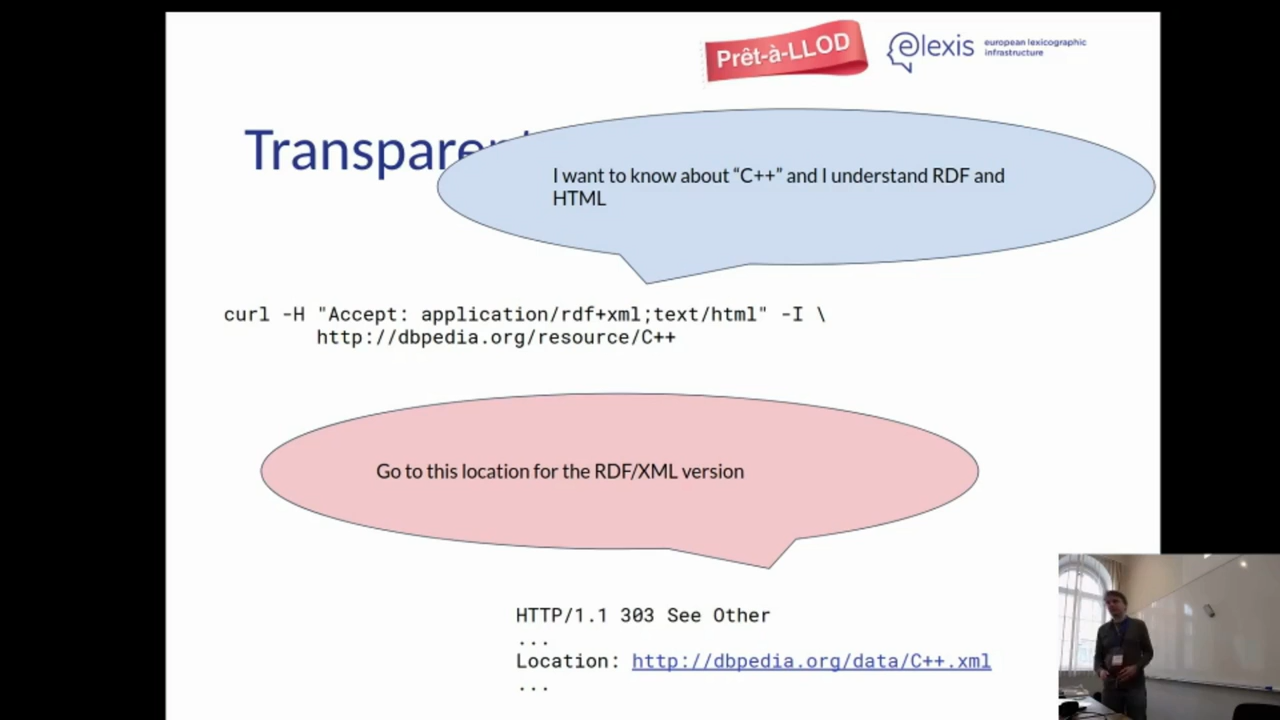 Prêt-à-LLOD
elexis
european lexicographic
infrastructure
I want to know about “C++” and I understand RDF and
HTML
curl -H "Accept: application/rdf+xml;text/html" -I \
http://dbpedia.org/resource/C++
Go to this location for the RDF/XML version
HTTP/1.1 303 See Other
...
Location: http://dbpedia.org/data/C++.xml
...